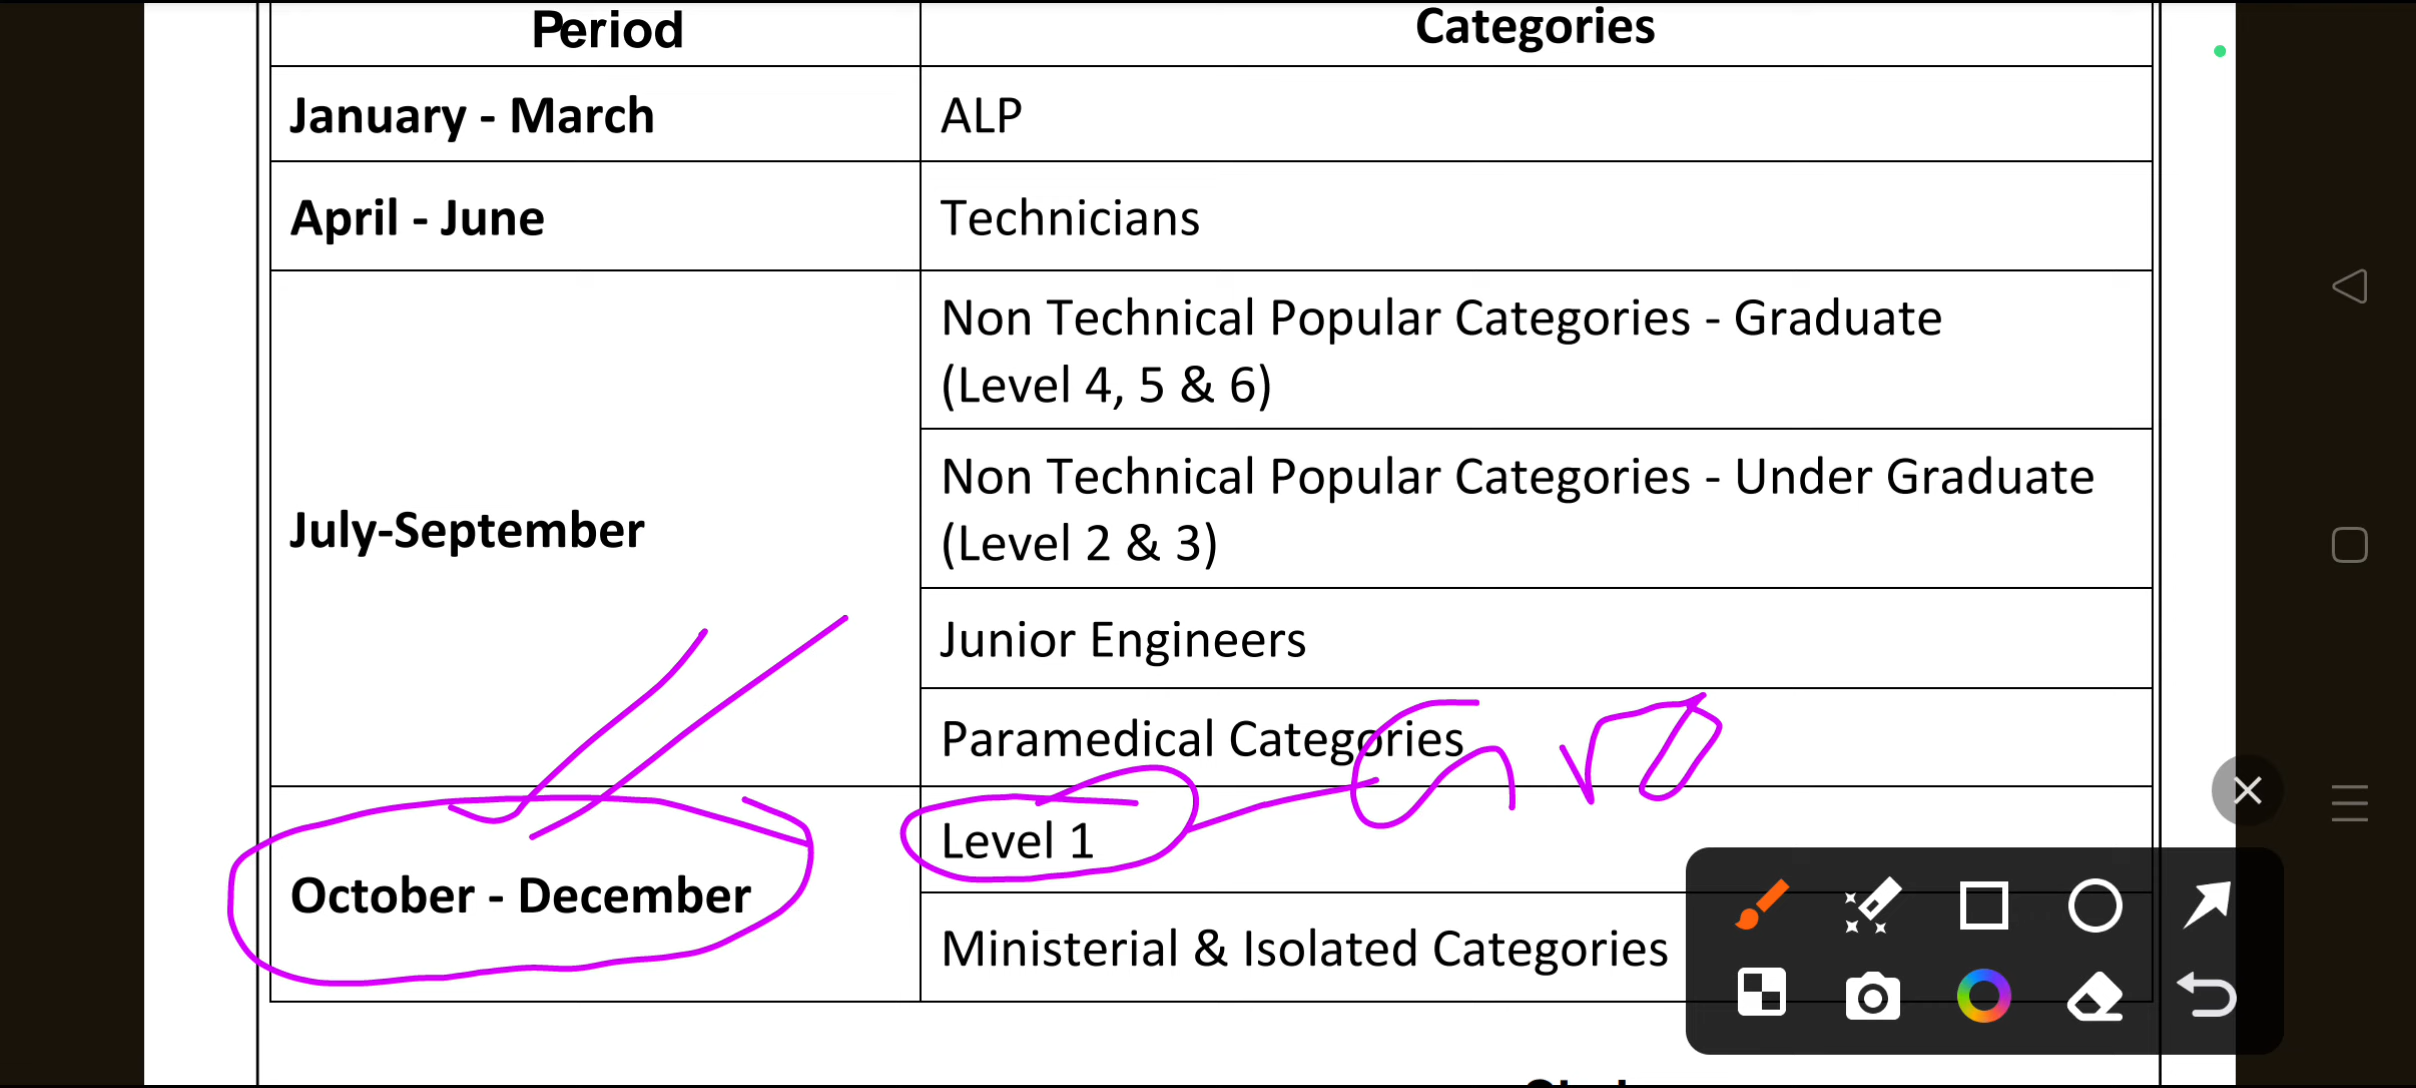 Period
Categories
January - March
ALP
April - June
Technicians
July-September
Non Technical Popular Categories - Graduate
(Level 4, 5 & 6)
Non Technical Popular Categories - Under Graduate
(Level 2 & 3)
Junior Engineers
Paramedical Categories
October - December
Level 1
Ministerial & Isolated Categories